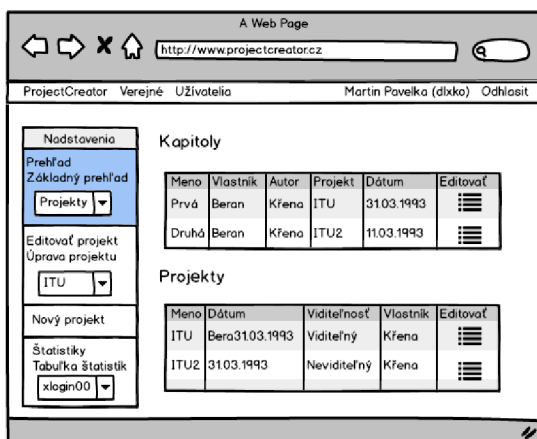 A Web Page
http://www.projectcreator.cz
ProjectCreator Verejné Užívatelia Martin Pavelka (dlxko) Odhlasit
Nadstavenia
Prehľad
Základný prehľad
Projekty
Editovať projekt
Úprava projektu
ITU
Nový projekt
Štatistiky
Tabuľka štatistík
xlogin00
Kapitoly
Meno Vlastník Autor Projekt Dátum Editovať
Prvá Beran Křena ITU 31.03.1993
Druhá Beran Křena ITU2 11.03.1993
Projekty
Meno Dátum Viditeľnosť Vlastník Editovať
ITU Bera31.03.1993 Viditeľný Křena
ITU2 31.03.1993 Neviditeľný Křena